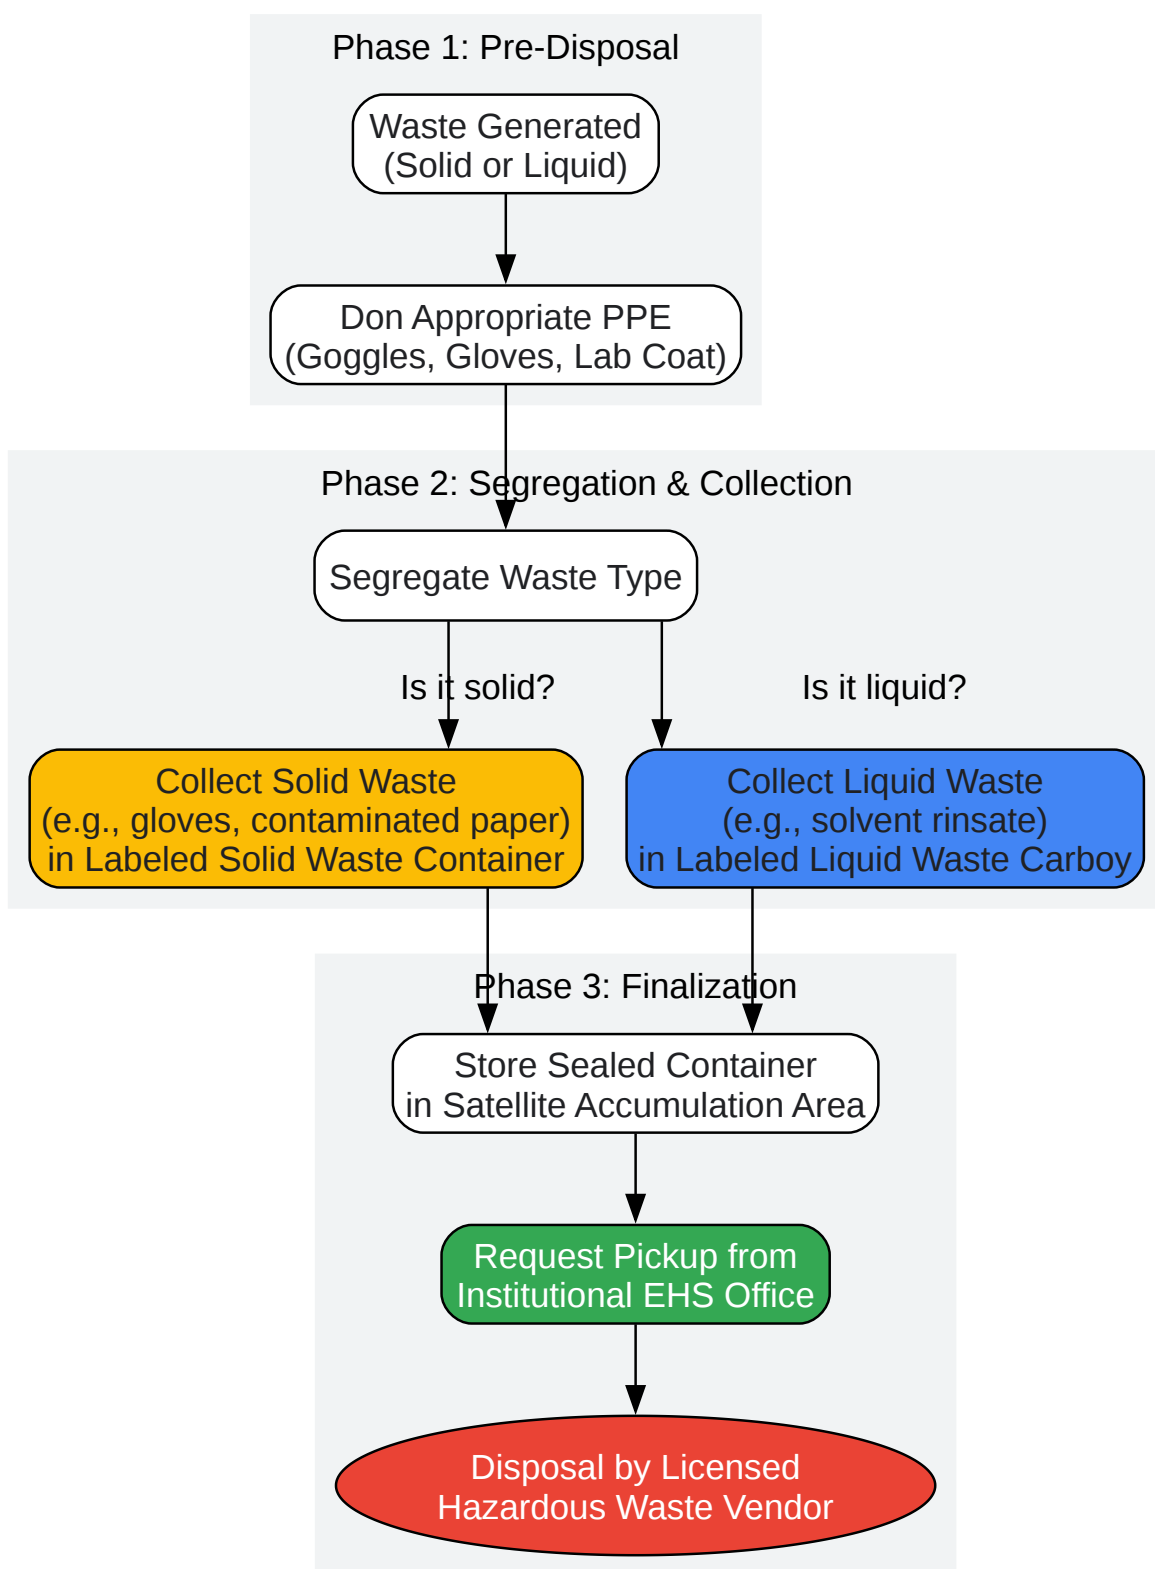 Phase 1: Pre-Disposal
Waste Generated
(Solid or Liquid)
Don Appropriate PPE
(Goggles, Gloves, Lab Coat)
Phase 2: Segregation & Collection
Segregate Waste Type
Is it solid?
Is it liquid?
Collect Solid Waste
(e.g., gloves, contaminated paper)
in Labeled Solid Waste Container
Collect Liquid Waste
(e.g., solvent rinsate)
in Labeled Liquid Waste Carboy
Phase 3: Finalization
Store Sealed Container
in Satellite Accumulation Area
Request Pickup from
Institutional EHS Office
Disposal by Licensed
Hazardous Waste Vendor